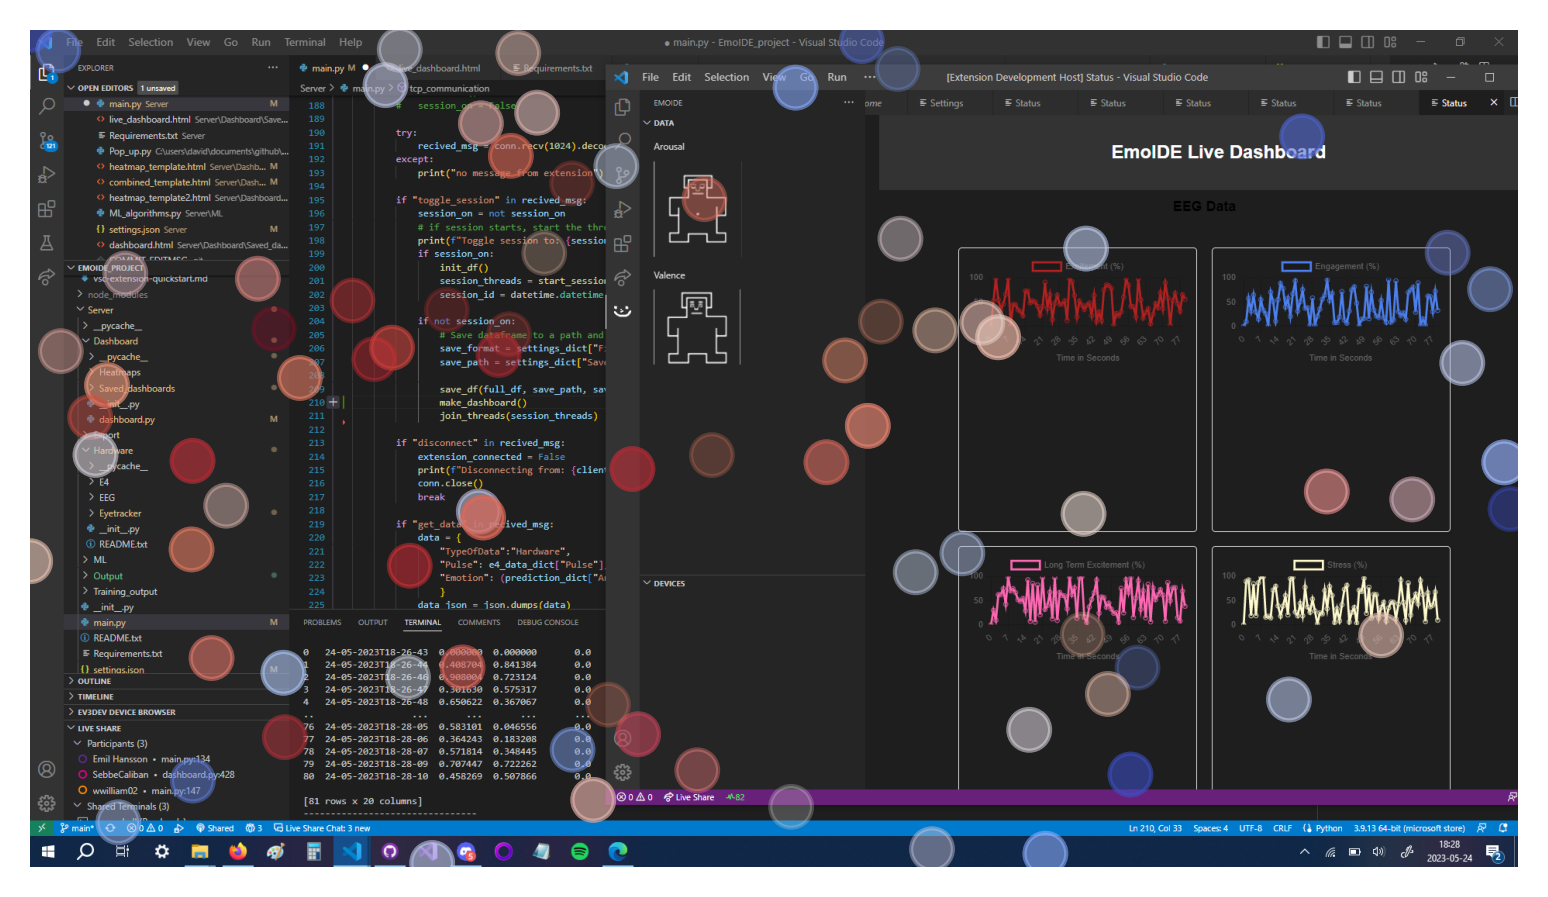 File Edit Selection View Go Run Terminal Help
● main.py - EmoIDE_project - Visual Studio Code
EXPLORER ···
OPEN EDITORS 1 unsaved
● main.py Server M
live_dashboard.html Server\Dashboard\Save...
Requirements.txt Server
Pop_up.py C:\users\david\documents\github\...
heatmap_template.html Server\Dashb... M
combined_template.html Server\Dash... M
heatmap_template2.html Server\Dashboard...
ML_algorithms.py Server\ML
settings.json Server M
dashboard.html Server\Dashboard\Saved_da...
EMOIDE_PROJECT
vsc-extension-quickstart.md
node_modules
Server
__pycache__
Dashboard
__pycache__
Heatmaps
Saved_dashboards
__init__.py
dashboard.py M
Export
Hardware
__pycache__
E4
EEG
Eyetracker
__init__.py
README.txt
ML
Output
Training_output
__init__.py
main.py M
README.txt
Requirements.txt
settings.json M
OUTLINE
TIMELINE
EV3DEV DEVICE BROWSER
LIVE SHARE
Participants (3)
Emil Hansson • main.py:134
SebbeCaliban • dashboard.py:428
wwilliam02 • main.py:147
Shared Terminals (3)
main.py M ● live_dashboard.html Requirements.txt
Server > main.py > tcp_communication
188 # session_on = False
189
190 try:
191 recived_msg = conn.recv(1024).deco
192 except:
193 print("no message from extension")
194
195 if "toggle_session" in recived_msg:
196 session_on = not session_on
197 # if session starts, start the thre
198 print(f"Toggle session to: {session
199 if session_on:
200 init_df()
201 session_threads = start_session
202 session_id = datetime.datetime
203
204 if not session_on:
205 # Save dataframe to a path and
206 save_format = settings_dict["F
207 save_path = settings_dict["Sav
208
209 save_df(full_df, save_path, sav
210 make_dashboard()
211 join_threads(session_threads)
212
213 if "disconnect" in recived_msg:
214 extension_connected = False
215 print(f"Disconnecting from: {client
216 conn.close()
217 break
218
219 if "get_data" in recived_msg:
220 data = {
221 "TypeOfData":"Hardware",
222 "Pulse": e4_data_dict["Pulse"],
223 "Emotion": (prediction_dict["Ar
224 }
225 data_json = json.dumps(data)
PROBLEMS OUTPUT TERMINAL COMMENTS DEBUG CONSOLE
0 24-05-2023T18-26-43 0.000000 0.000000 0.0
1 24-05-2023T18-26-44 0.408704 0.841384 0.0
2 24-05-2023T18-26-46 0.908004 0.723124 0.0
3 24-05-2023T18-26-47 0.301630 0.575317 0.0
4 24-05-2023T18-26-48 0.650622 0.367067 0.0
.. ... ... ... ...
76 24-05-2023T18-28-05 0.583101 0.046556 0.0
77 24-05-2023T18-28-06 0.364243 0.183208 0.0
78 24-05-2023T18-28-07 0.571814 0.348445 0.0
79 24-05-2023T18-28-09 0.707447 0.722262 0.0
80 24-05-2023T18-28-10 0.458269 0.507866 0.0
[81 rows x 20 columns]
--------------------------------
File Edit Selection View Go Run ···
[Extension Development Host] Status - Visual Studio Code
EMOIDE ···
DATA
Arousal
Valence
DEVICES
ome Settings Status Status Status Status Status Status
EmoIDE Live Dashboard
EEG Data
Excitement (%)
100
50
0 7 14 21 28 35 42 49 56 63 70 77
Time in Seconds
Engagement (%)
100
50
0
0 7 14 21 28 35 42 49 56 63 70 77
Time in Seconds
Long Term Excitement (%)
100
50
0
0 7 14 21 28 35 42 49 56 63 70 77
Time in Seconds
Stress (%)
100
50
0
0 7 14 21 28 35 42 49 56 63 70 77
Time in Seconds
0 0 Live Share 82
main* 0 0 Shared 3 Live Share Chat: 3 new
Ln 210, Col 33 Spaces: 4 UTF-8 CRLF Python 3.9.13 64-bit (microsoft store)
18:28
2023-05-24